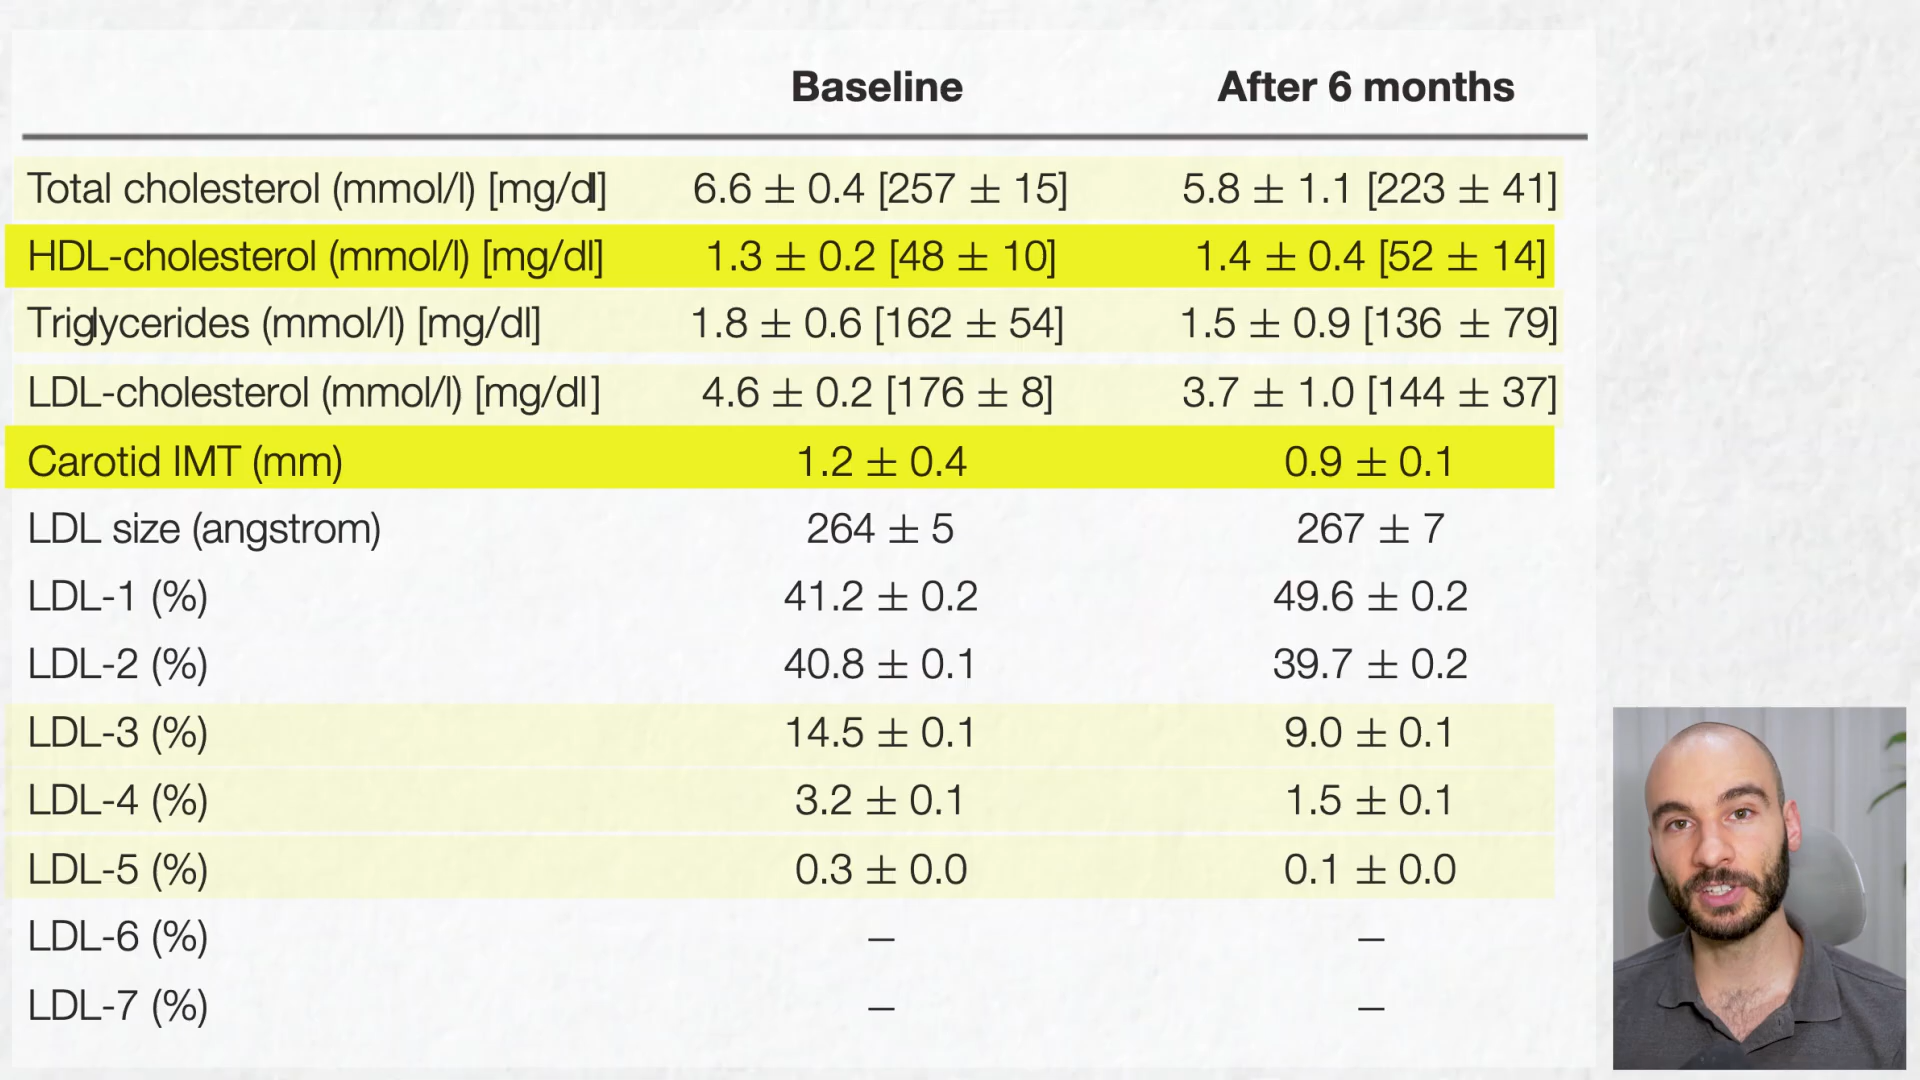 Baseline After 6 months
Total cholesterol (mmol/l) [mg/dl] 6.6 ± 0.4 [257 ± 15] 5.8 ± 1.1 [223 ± 41]
HDL-cholesterol (mmol/l) [mg/dl] 1.3 ± 0.2 [48 ± 10] 1.4 ± 0.4 [52 ± 14]
Triglycerides (mmol/l) [mg/dl] 1.8 ± 0.6 [162 ± 54] 1.5 ± 0.9 [136 ± 79]
LDL-cholesterol (mmol/l) [mg/dl] 4.6 ± 0.2 [176 ± 8] 3.7 ± 1.0 [144 ± 37]
Carotid IMT (mm) 1.2 ± 0.4 0.9 ± 0.1
LDL size (angstrom) 264 ± 5 267 ± 7
LDL-1 (%) 41.2 ± 0.2 49.6 ± 0.2
LDL-2 (%) 40.8 ± 0.1 39.7 ± 0.2
LDL-3 (%) 14.5 ± 0.1 9.0 ± 0.1
LDL-4 (%) 3.2 ± 0.1 1.5 ± 0.1
LDL-5 (%) 0.3 ± 0.0 0.1 ± 0.0
LDL-6 (%) – –
LDL-7 (%) – –